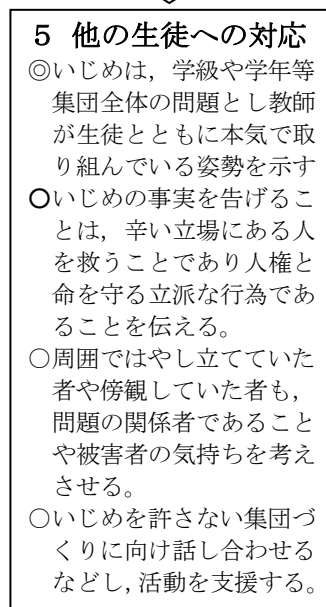 5 他の生徒への対応
◎いじめは，学級や学年等
集団全体の問題とし教師
が生徒とともに本気で取
り組んでいる姿勢を示す
○いじめの事実を告げるこ
とは，辛い立場にある人
を救うことであり人権と
命を守る立派な行為であ
ることを伝える。
○周囲ではやし立てていた
者や傍観していた者も，
問題の関係者であること
や被害者の気持ちを考え
させる。
○いじめを許さない集団づ
くりに向け話し合わせる
などし，活動を支援する。